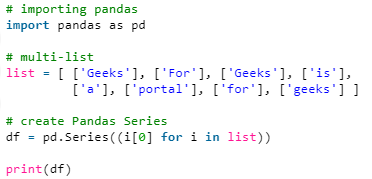 # importing pandas
import pandas as pd
# multi-list
list = [ ['Geeks'], ['For'], ['Geeks'], ['is'],
['a'], ['portal'], ['for'], ['geeks'] ]
# create Pandas Series
df = pd.Series((i[0] for i in list))
print(df)